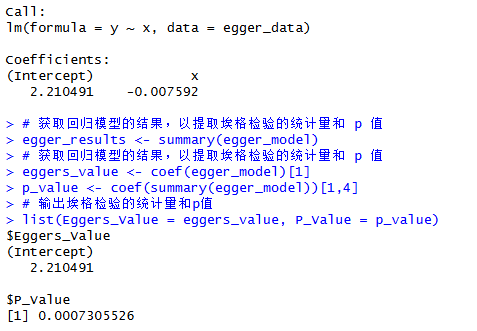 Call:
lm(formula = y ~ x, data = egger_data)
Coefficients:
(Intercept)            x
   2.210491    -0.007592
> # 获取回归模型的结果，以提取埃格检验的统计量和 p 值
> egger_results <- summary(egger_model)
> # 获取回归模型的结果，以提取埃格检验的统计量和 p 值
> eggers_value <- coef(egger_model)[1]
> p_value <- coef(summary(egger_model))[1,4]
> # 输出埃格检验的统计量和p值
> list(Eggers_Value = eggers_value, P_Value = p_value)
$Eggers_Value
(Intercept)
   2.210491
$P_Value
[1] 0.0007305526